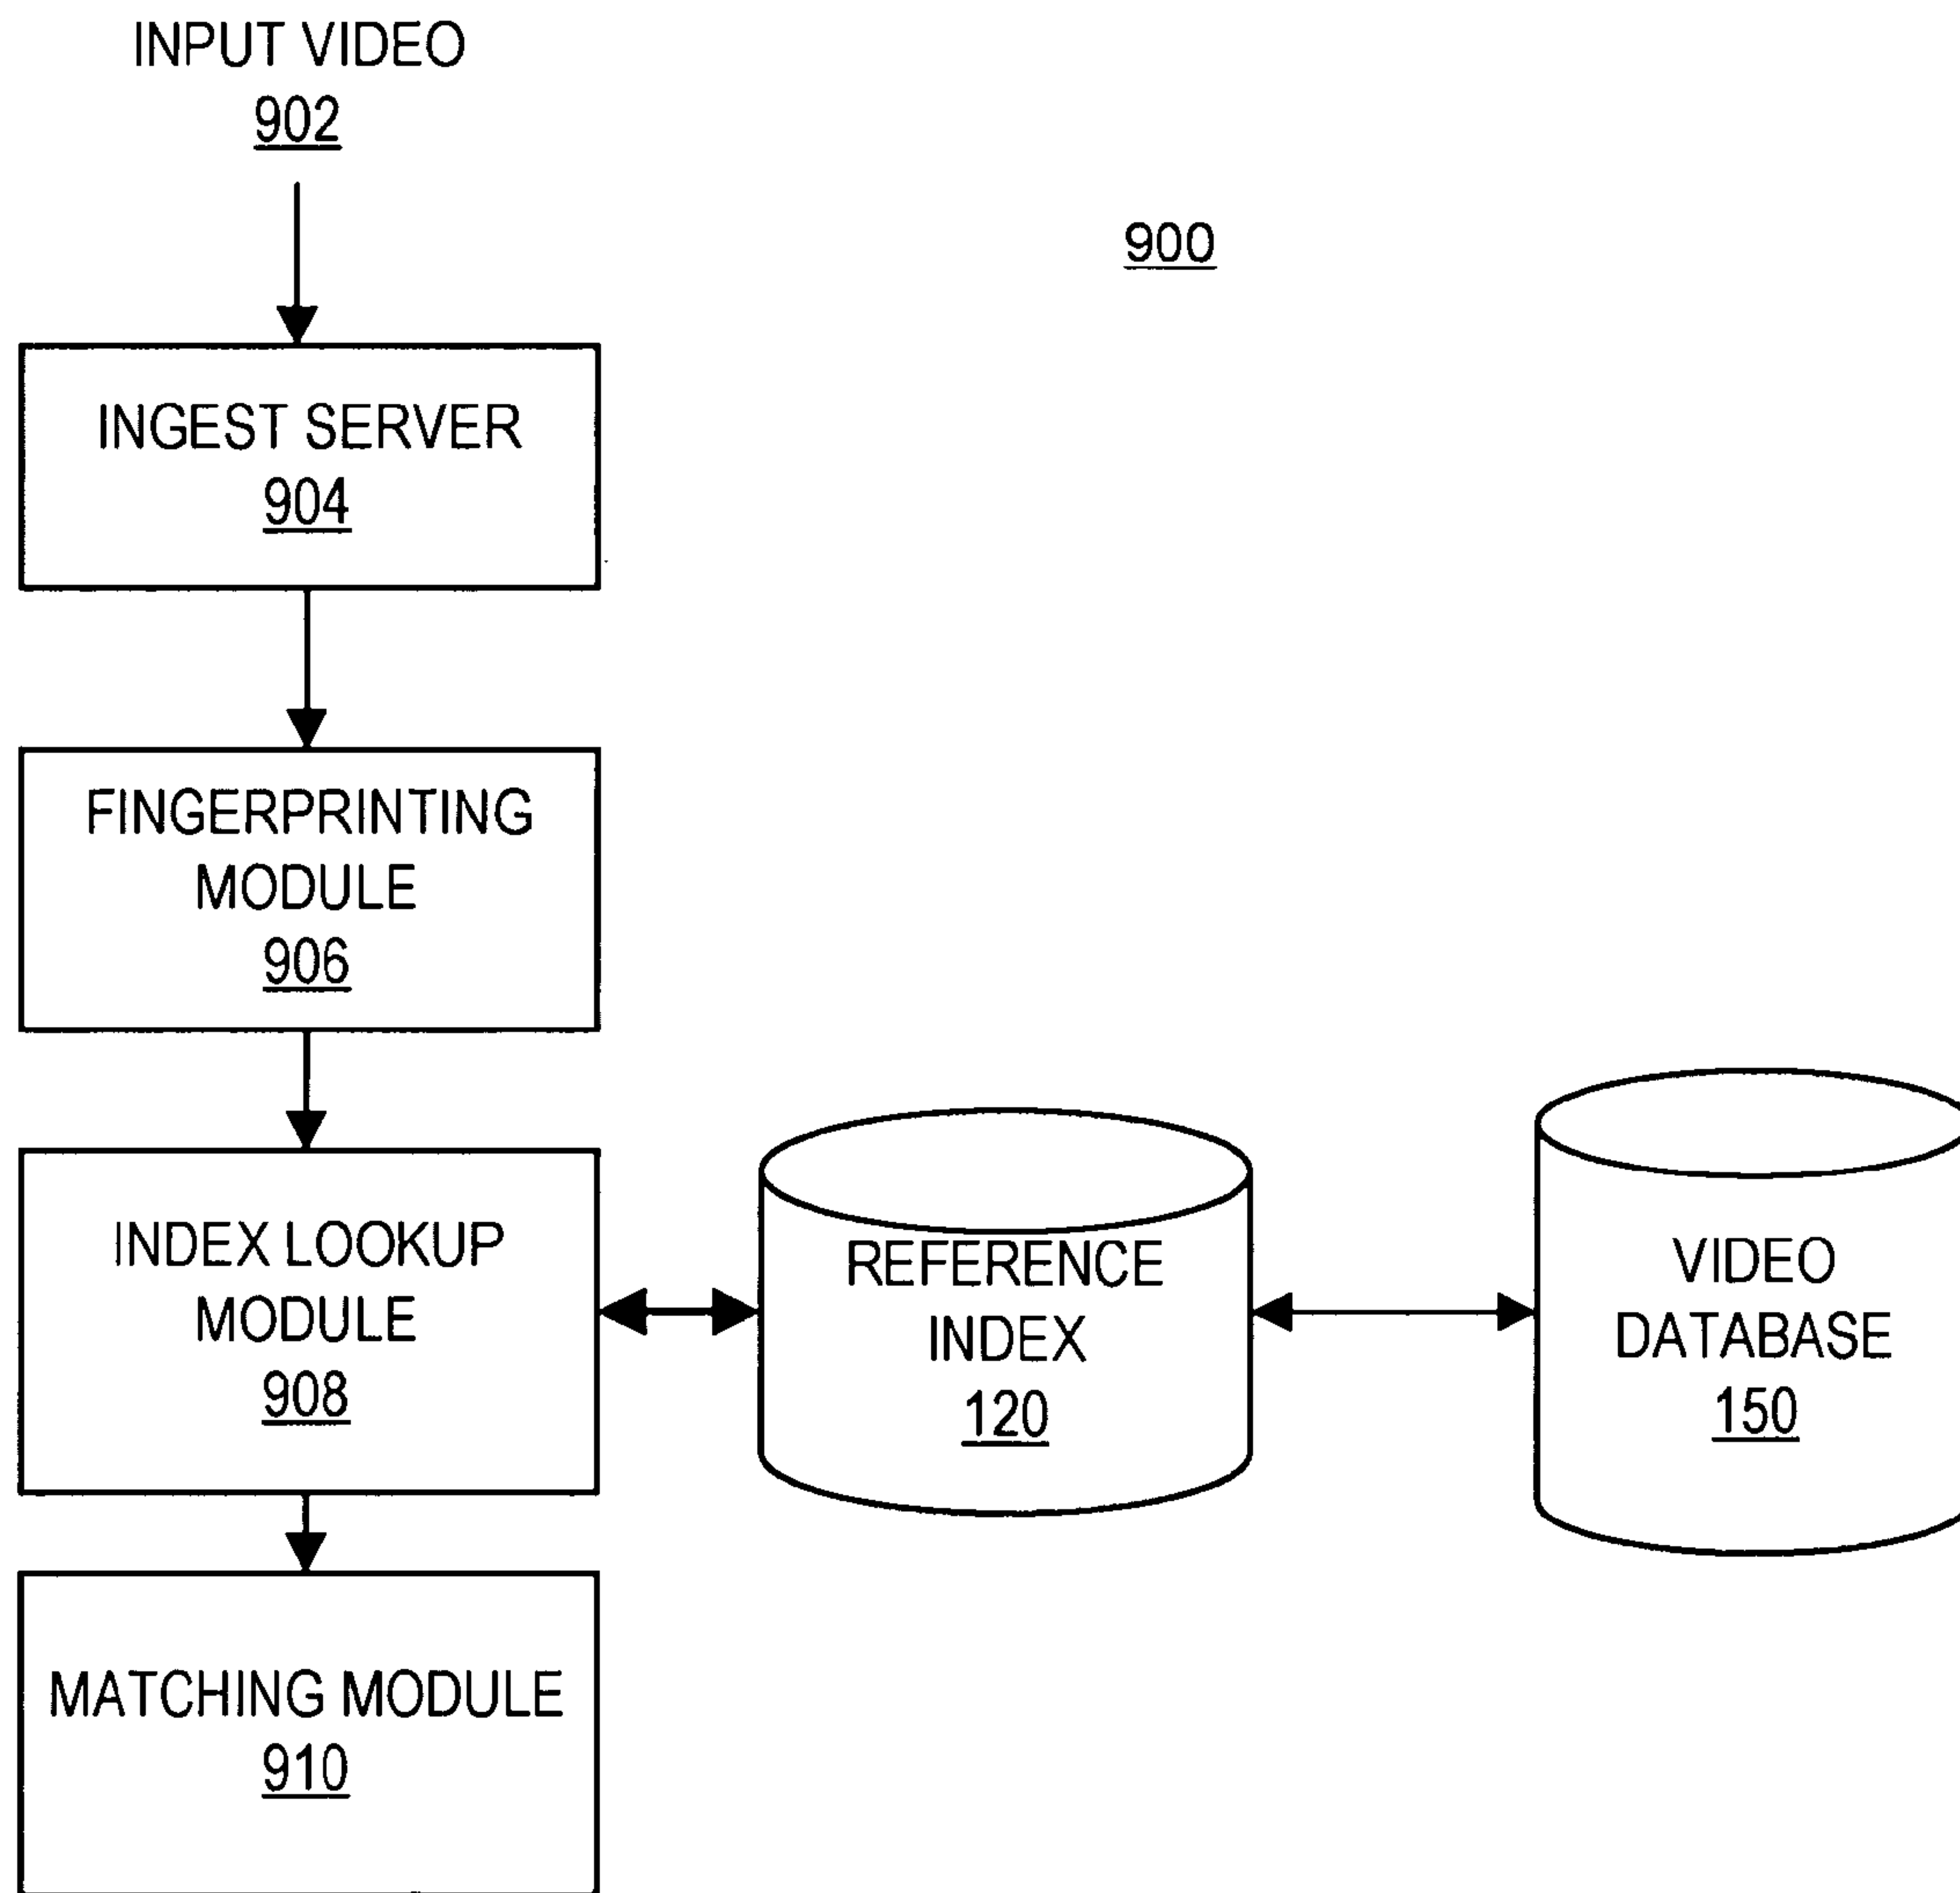 INPUT VIDEO
902
900
INGEST SERVER
904
FINGERPRINTING
MODULE
906
INDEX LOOKUP
MODULE
908
REFERENCE
INDEX
120
VIDEO
DATABASE
150
MATCHING MODULE
910